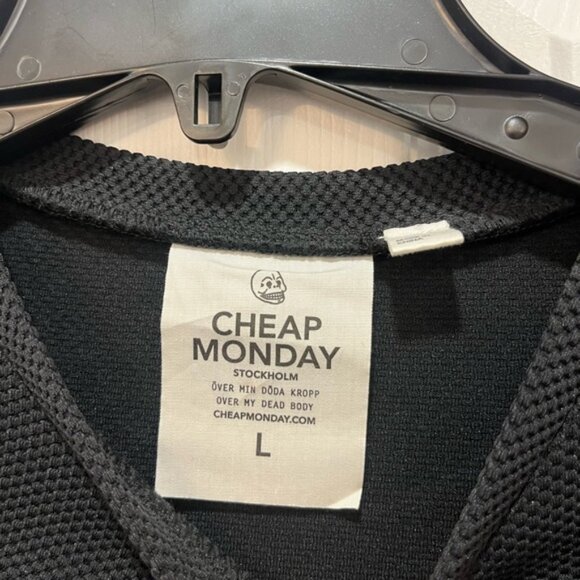 CHEAP
MONDAY
STOCKHOLM
ÖVER MIN DÖDA KROPP
OVER MY DEAD BODY
CHEAPMONDAY.COM
L